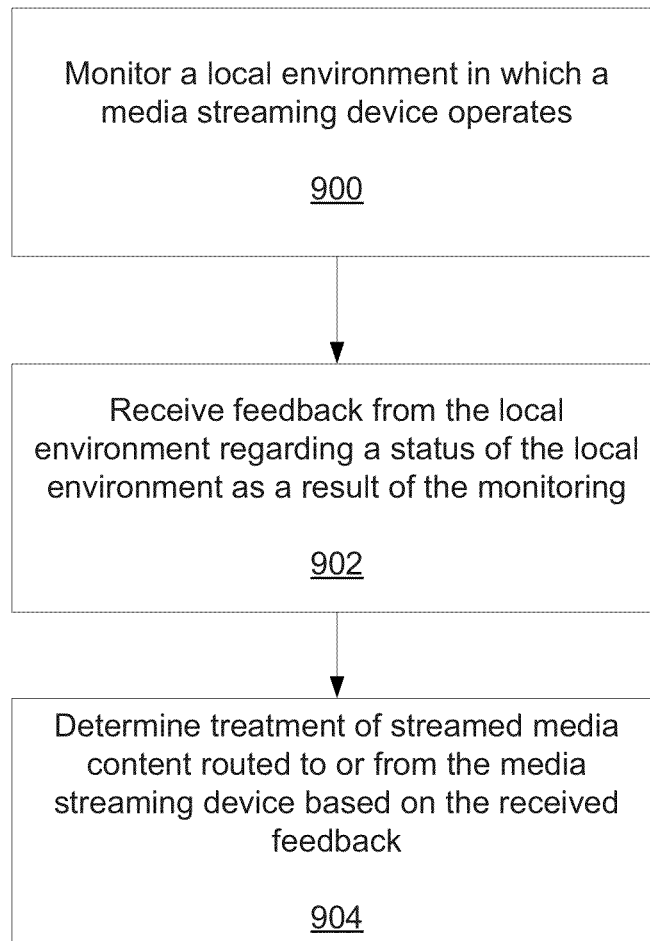 Monitor a local environment in which a
media streaming device operates
900
Receive feedback from the local
environment regarding a status of the local
environment as a result of the monitoring
902
Determine treatment of streamed media
content routed to or from the media
streaming device based on the received
feedback
904